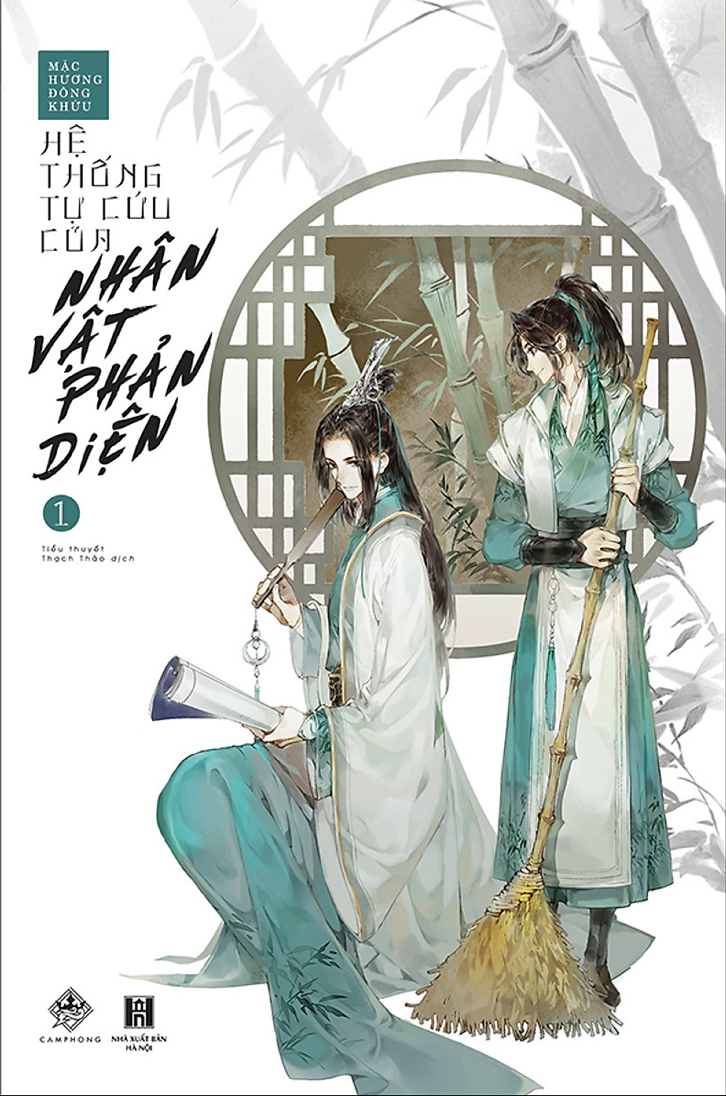 MẶC
HƯƠNG
ĐỒNG
KHỨU
HỆ
THỐNG
TỰ CỨU
CỦA
NHÂN
VẬT
PHẢN
DIỆN
1
Tiểu thuyết
Thạch Thảo dịch
CAMPHONG
NHÀ XUẤT BẢN
HÀ NỘI